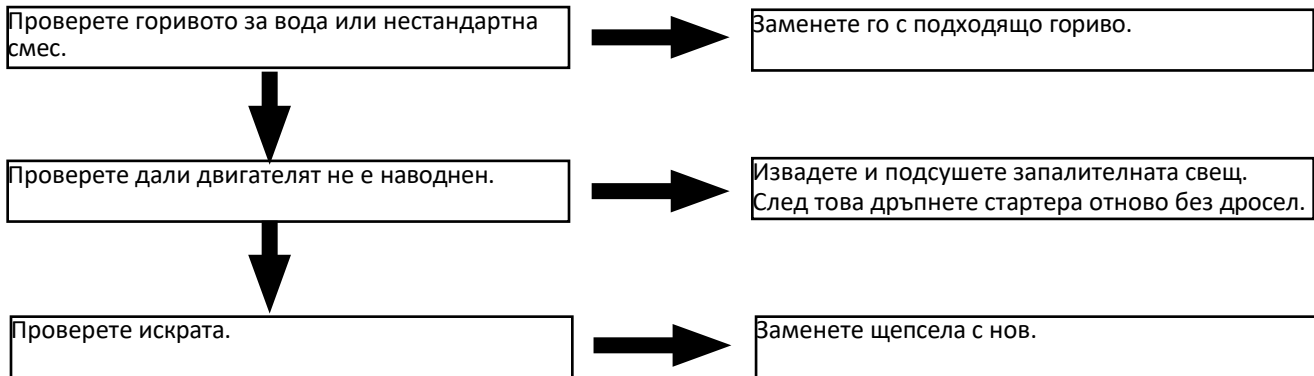 Проверете горивото за вода или нестандартна
смес.
Заменете го с подходящо гориво.
Проверете дали двигателят не е наводнен.
Извадете и подсушете запалителната свещ.
След това дръпнете стартера отново без дросел.
Проверете искрата.
Заменете щепсела с нов.